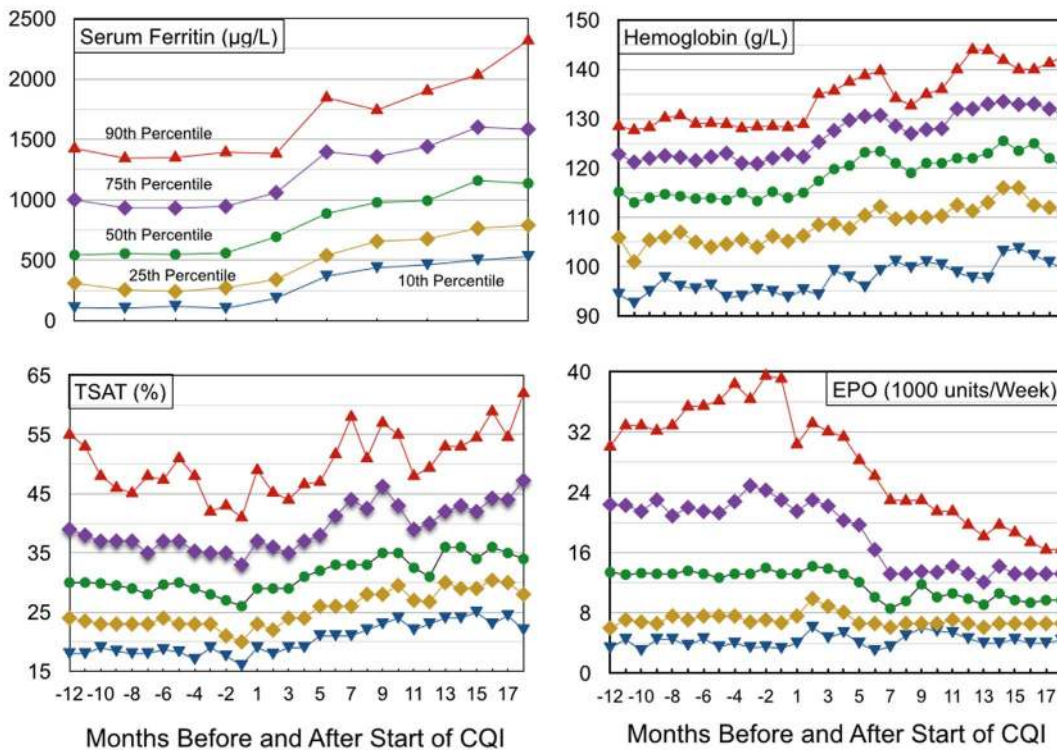 Serum Ferritin (µg/L)
2500
2000
1500
1000
500
0
90th Percentile
75th Percentile
50th Percentile
25th Percentile
10th Percentile
Hemoglobin (g/L)
150
140
130
120
110
100
90
TSAT (%)
65
55
45
35
25
15
-12 -10 -8 -6 -4 -2 1 3 5 7 9 11 13 15 17
Months Before and After Start of CQI
EPO (1000 units/Week)
40
32
24
16
8
0
-12 -10 -8 -6 -4 -2 1 3 5 7 9 11 13 15 17
Months Before and After Start of CQI